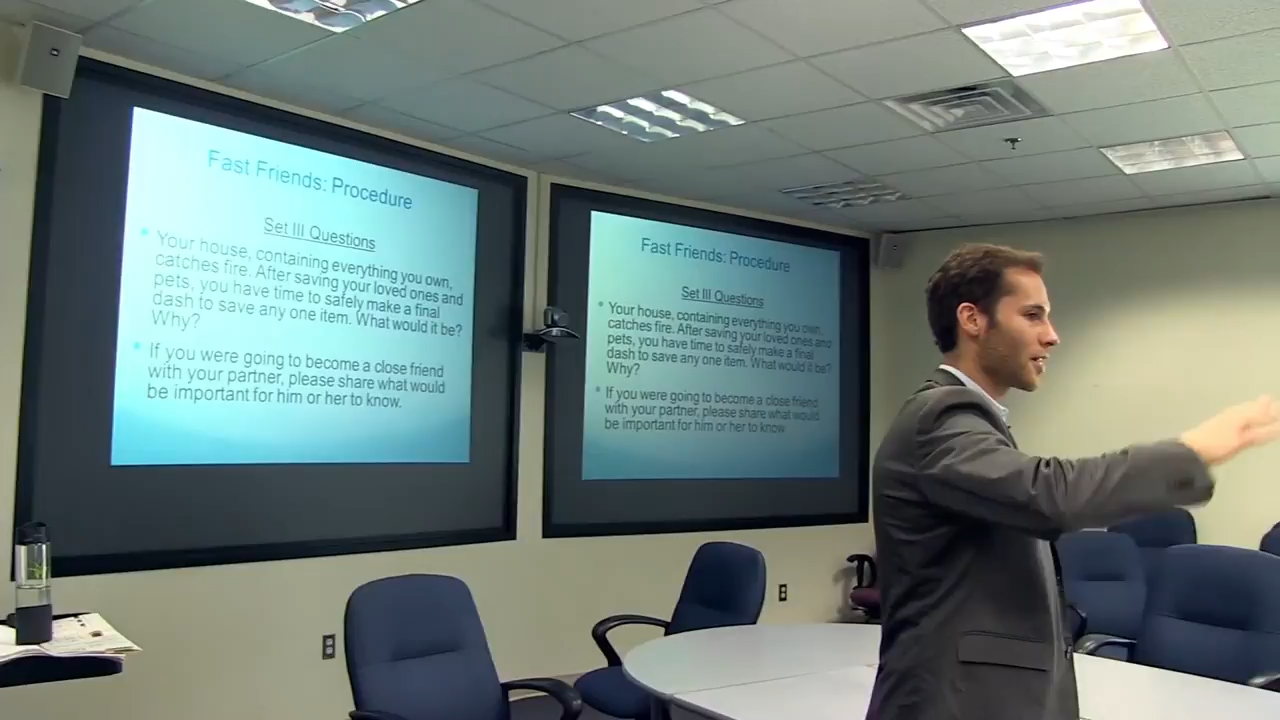 Fast Friends: Procedure
Set III Questions
Your house, containing everything you own,
catches fire. After saving your loved ones and
pets, you have time to safely make a final
dash to save any one item. What would it be?
Why?
If you were going to become a close friend
with your partner, please share what would
be important for him or her to know.
Fast Friends: Procedure
Set III Questions
Your house, containing everything you own,
catches fire. After saving your loved ones and
pets, you have time to safely make a final
dash to save any one item. What would it be?
Why?
If you were going to become a close friend
with your partner, please share what would
be important for him or her to know